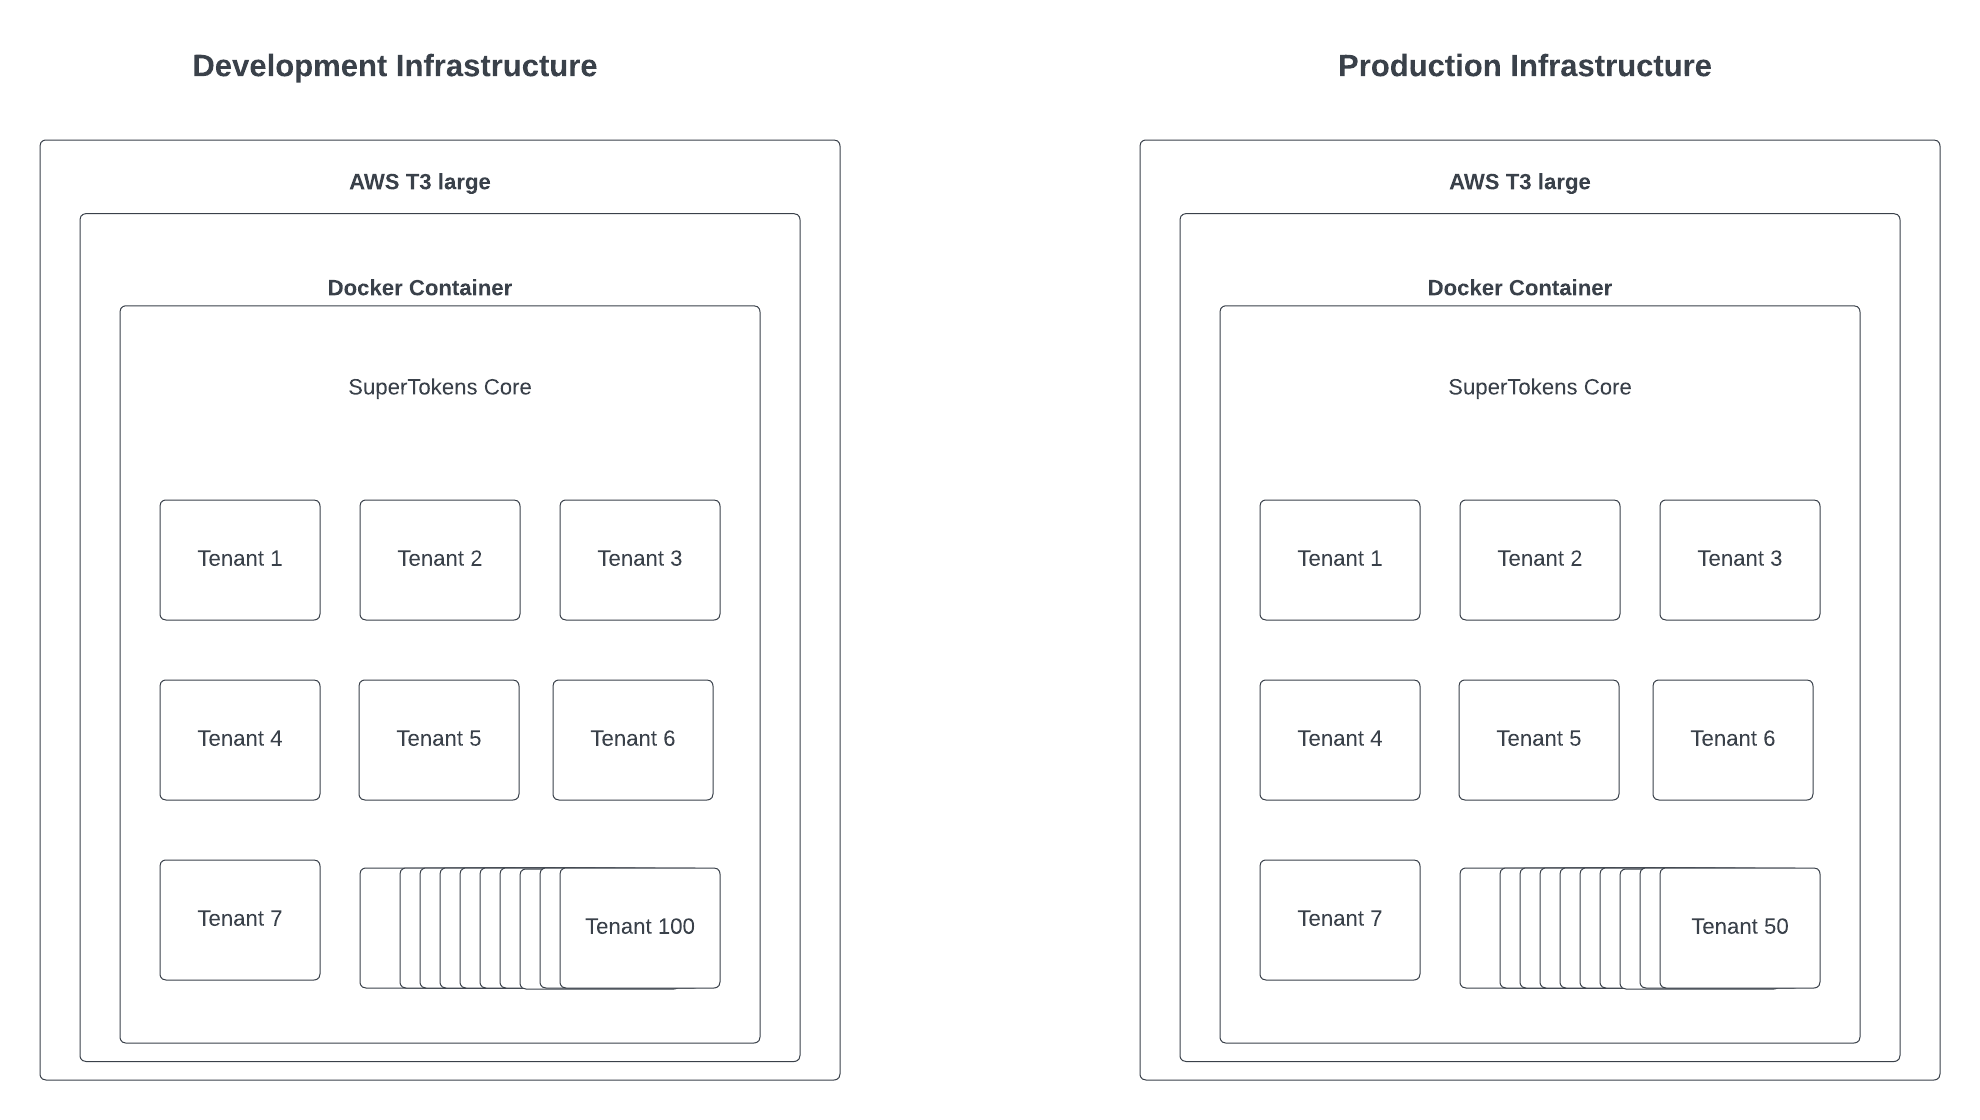 Development Infrastructure
AWS T3 large
Docker Container
SuperTokens Core
Tenant 1
Tenant 2
Tenant 3
Tenant 4
Tenant 5
Tenant 6
Tenant 7
Tenant 100
Production Infrastructure
AWS T3 large
Docker Container
SuperTokens Core
Tenant 1
Tenant 2
Tenant 3
Tenant 4
Tenant 5
Tenant 6
Tenant 7
Tenant 50